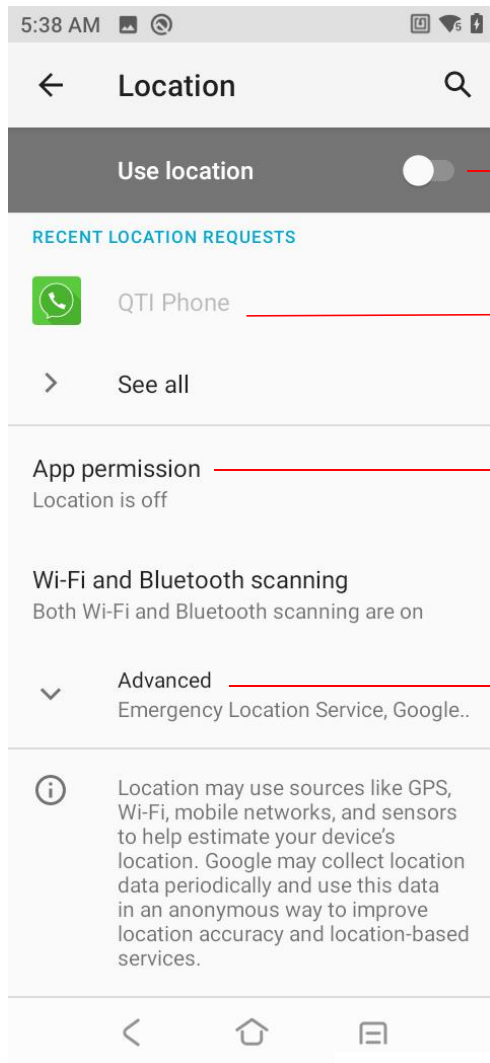 5:38 AM
Location
Use location
RECENT LOCATION REQUESTS
QTI Phone
See all
App permission
Location is off
Wi-Fi and Bluetooth scanning
Both Wi-Fi and Bluetooth scanning are on
Advanced
Emergency Location Service, Google..
Location may use sources like GPS,
Wi-Fi, mobile networks, and sensors
to help estimate your device's
location. Google may collect location
data periodically and use this data
in an anonymous way to improve
location accuracy and location-based
services.